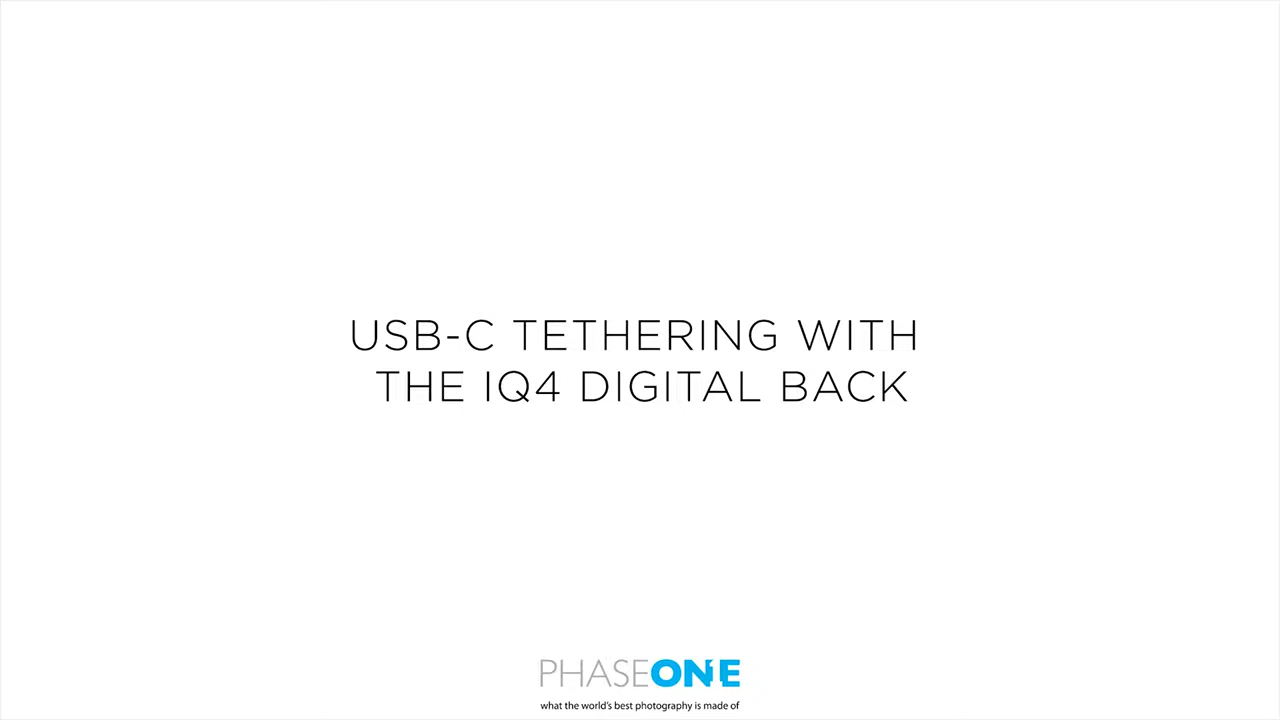 USB-C TETHERING WITH
THE IQ4 DIGITAL BACK
PHASEONE
what the world's best photography is made of